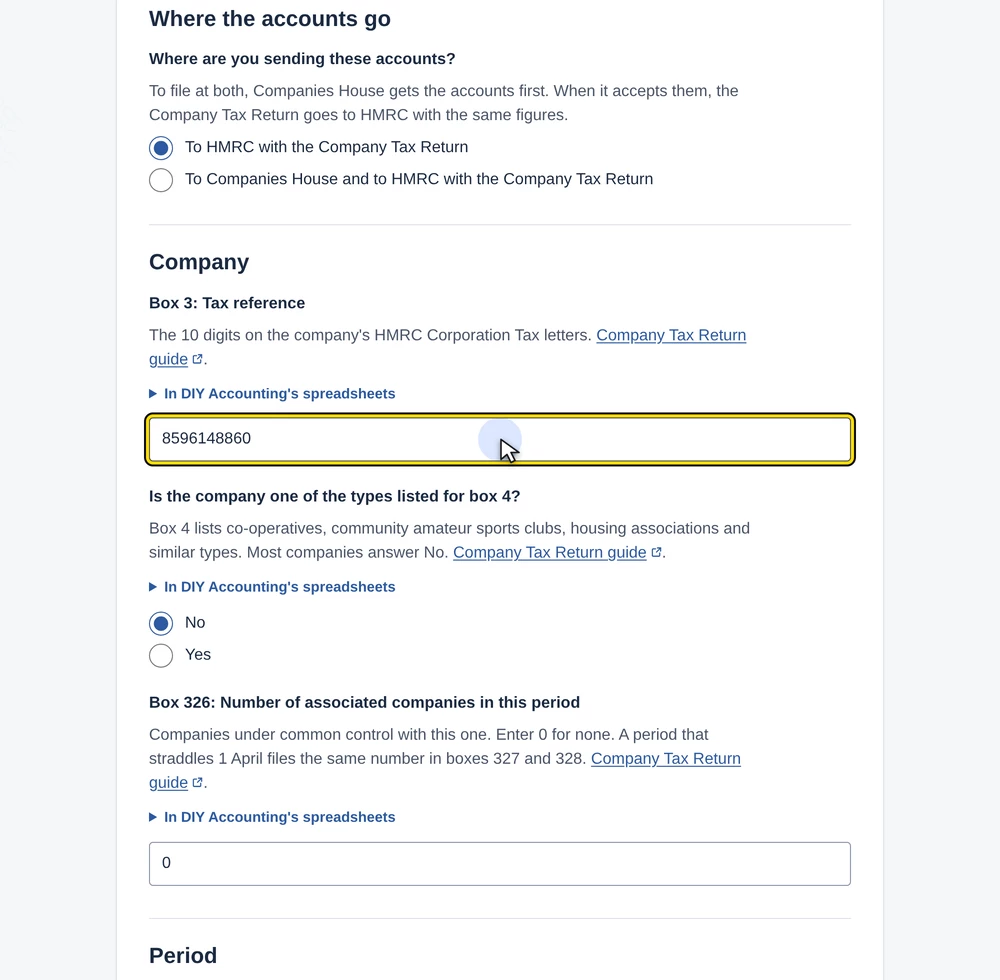 Where the accounts go
Where are you sending these accounts?
To file at both, Companies House gets the accounts first. When it accepts them, the
Company Tax Return goes to HMRC with the same figures.
To HMRC with the Company Tax Return
To Companies House and to HMRC with the Company Tax Return
Company
Box 3: Tax reference
The 10 digits on the company's HMRC Corporation Tax letters. Company Tax Return
guide.
In DIY Accounting's spreadsheets
8596148860
Is the company one of the types listed for box 4?
Box 4 lists co-operatives, community amateur sports clubs, housing associations and
similar types. Most companies answer No. Company Tax Return guide.
In DIY Accounting's spreadsheets
No
Yes
Box 326: Number of associated companies in this period
Companies under common control with this one. Enter 0 for none. A period that
straddles 1 April files the same number in boxes 327 and 328. Company Tax Return
guide.
In DIY Accounting's spreadsheets
0
Period